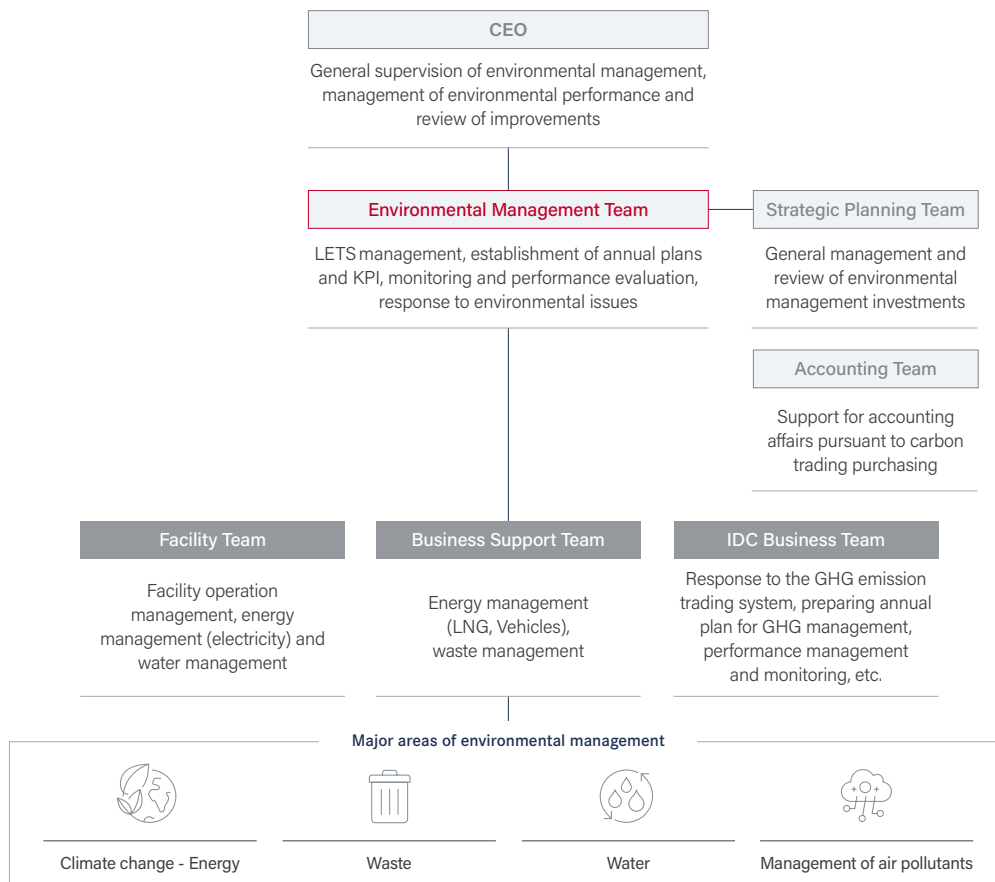 CEO
General supervision of environmental management,
management of environmental performance and
review of improvements
Environmental Management Team
LETS management, establishment of annual plans
and KPI, monitoring and performance evaluation,
response to environmental issues
Strategic Planning Team
General management and
review of environmental
management investments
Accounting Team
Support for accounting
affairs pursuant to carbon
trading purchasing
Facility Team
Facility operation
management, energy
management (electricity) and
water management
Business Support Team
Energy management
(LNG, Vehicles),
waste management
IDC Business Team
Response to the GHG emission
trading system, preparing annual
plan for GHG management,
performance management
and monitoring, etc.
Major areas of environmental management
Climate change - Energy
Waste
Water
Management of air pollutants